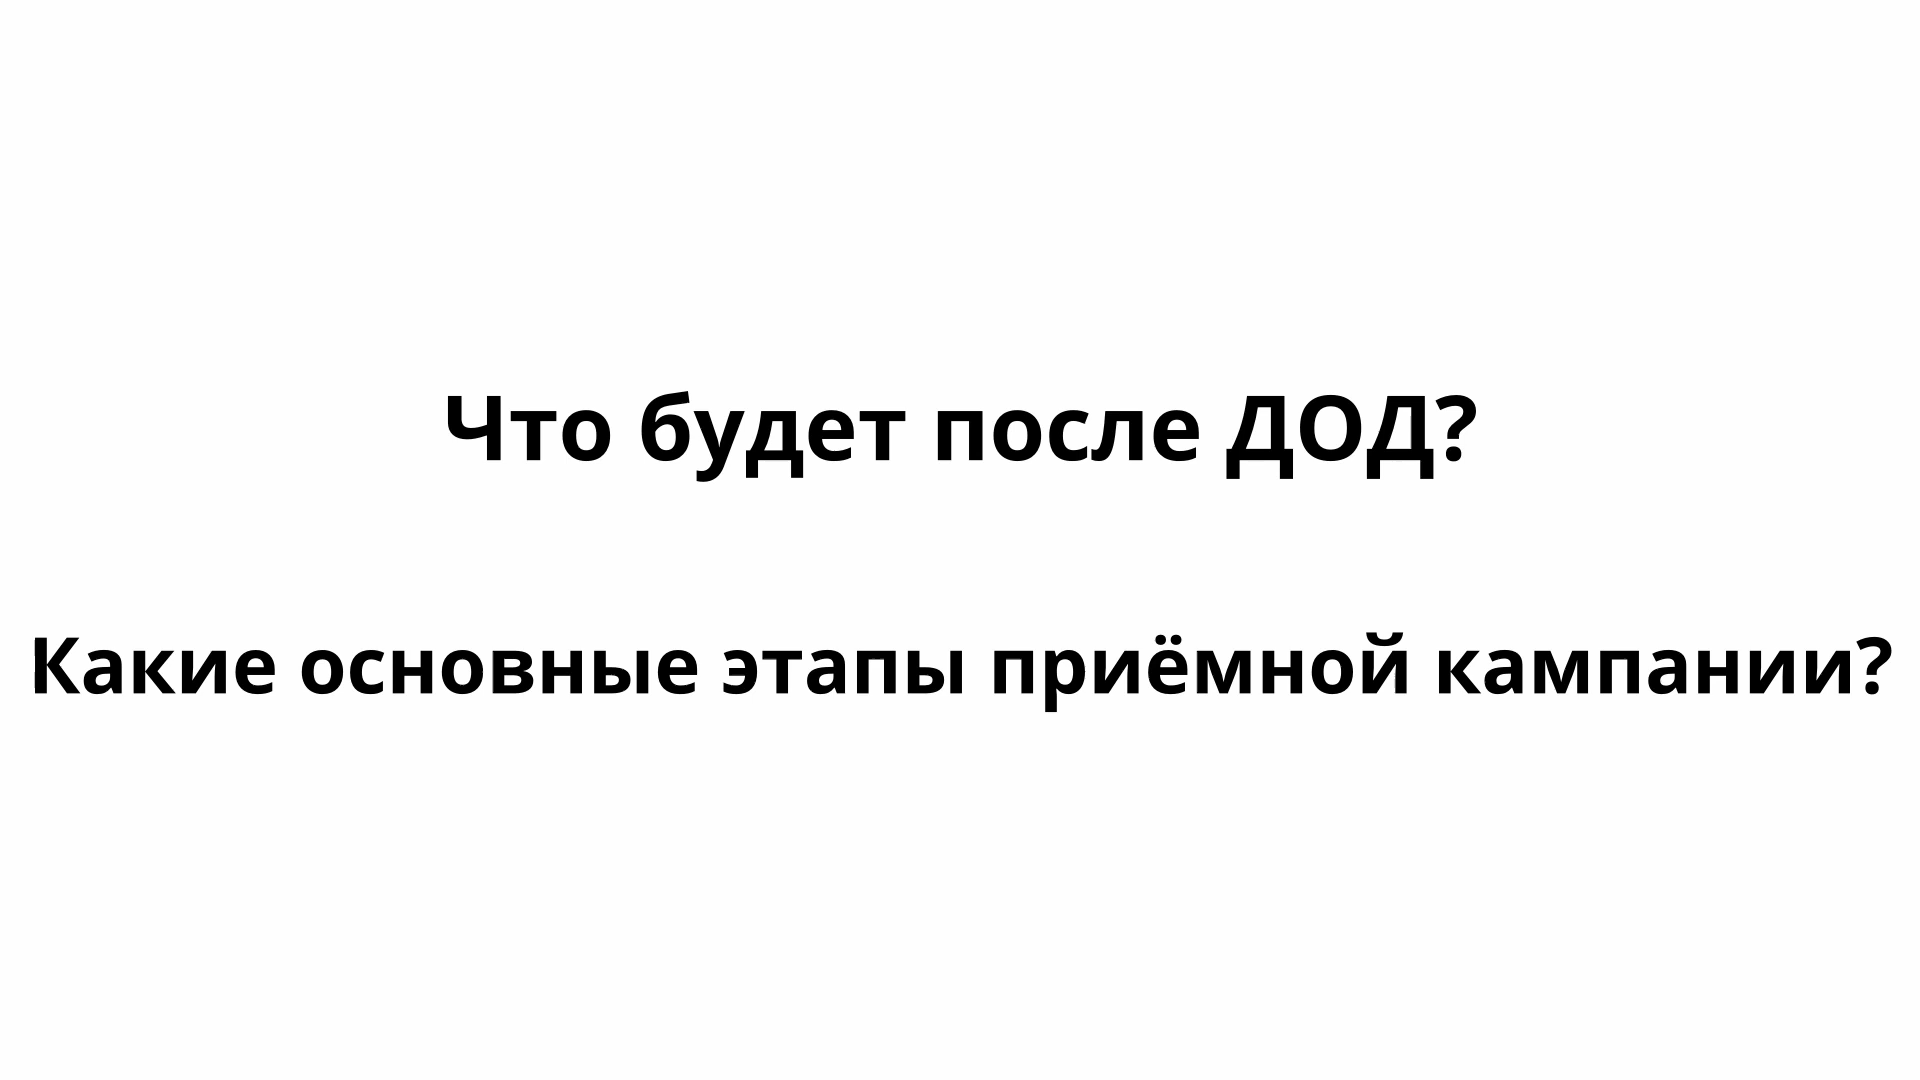 Что будет после ДОД?
Какие основные этапы приёмной кампании?